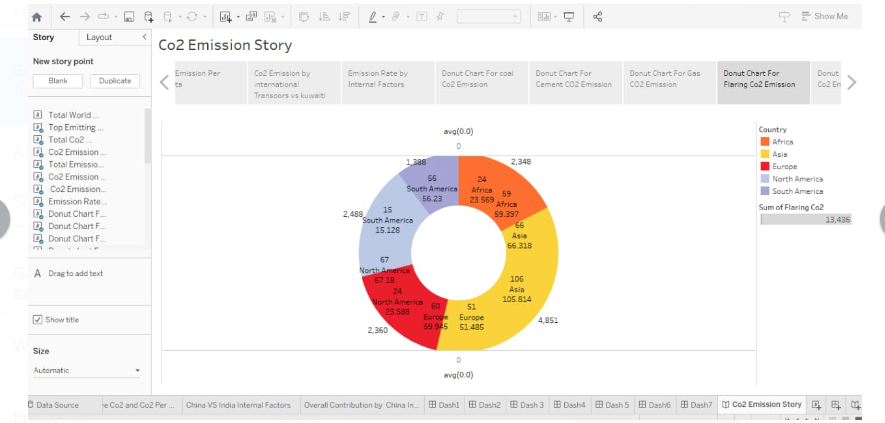 Show Me
Story
Layout
Co2 Emission Story
New story point
Blank
Duplicate
Emission Per
ta
Co2 Emission by
international
Transoprs vs kuwaiti
Emission Rate by
Internal Factors
Donut Chart For coal
Co2 Emission
Donut Chart For
Cement CO2 Emission
Donut Chart For Gas
CO2 Emission
Donut Chart For
Flaring Co2 Emission
Donut
Co2 Em
Total World ...
Top Emitting ...
Total Co2 ...
Co2 Emission ...
Total Emissio...
Co2 Emission ...
Co2 Emission...
Emission Rate...
Donut Chart F...
Donut Chart F...
Donut Chart F...
A Drag to add text
Show title
Size
Automatic
avg(0.0)
0
1,388
2,348
56
South America
56.23
24
Africa
23.569
59
Africa
59.397
2,488
15
South America
15.128
66
Asia
66.318
67
North America
67.18
106
Asia
105.814
24
North America
23.588
60
Europe
59.945
51
Europe
51.485
2,360
4,851
0
avg(0.0)
Country
Africa
Asia
Europe
North America
South America
Sum of Flaring Co2
13,436
Data Source
e Co2 and Co2 Per ...
China VS India Internal Factors
Overall Contribution by China In...
Dash1
Dash2
Dash 3
Dash4
Dash 5
Dash6
Dash7
Co2 Emission Story